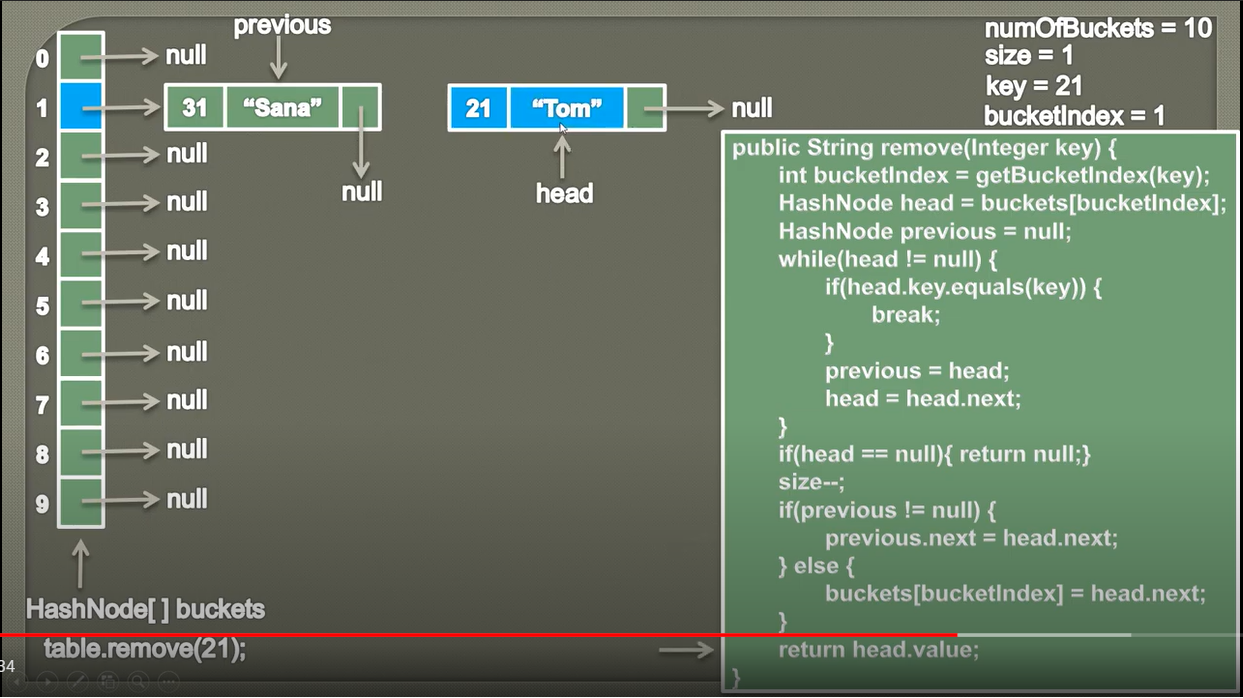 previous
numOfBuckets = 10
size = 1
key = 21
bucketIndex = 1
0 null
1 31 “Sana” 21 “Tom” null
2 null
null
head
3 null
4 null
5 null
6 null
7 null
8 null
9 null
public String remove(Integer key) {
int bucketIndex = getBucketIndex(key);
HashNode head = buckets[bucketIndex];
HashNode previous = null;
while(head != null) {
if(head.key.equals(key)) {
break;
}
previous = head;
head = head.next;
}
if(head == null){ return null;}
size--;
if(previous != null) {
previous.next = head.next;
} else {
buckets[bucketIndex] = head.next;
}
return head.value;
}
HashNode[ ] buckets
table.remove(21);
34